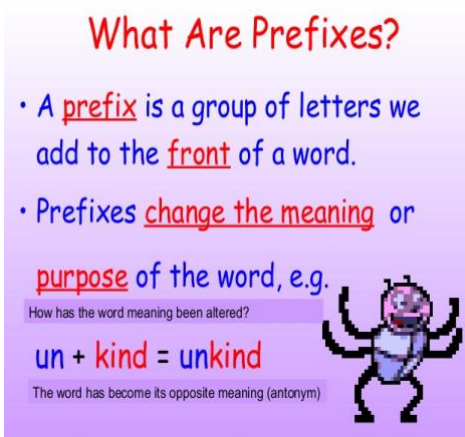 What Are Prefixes?
• A prefix is a group of letters we
add to the front of a word.
• Prefixes change the meaning or
purpose of the word, e.g.
How has the word meaning been altered?
un + kind = unkind
The word has become its opposite meaning (antonym)